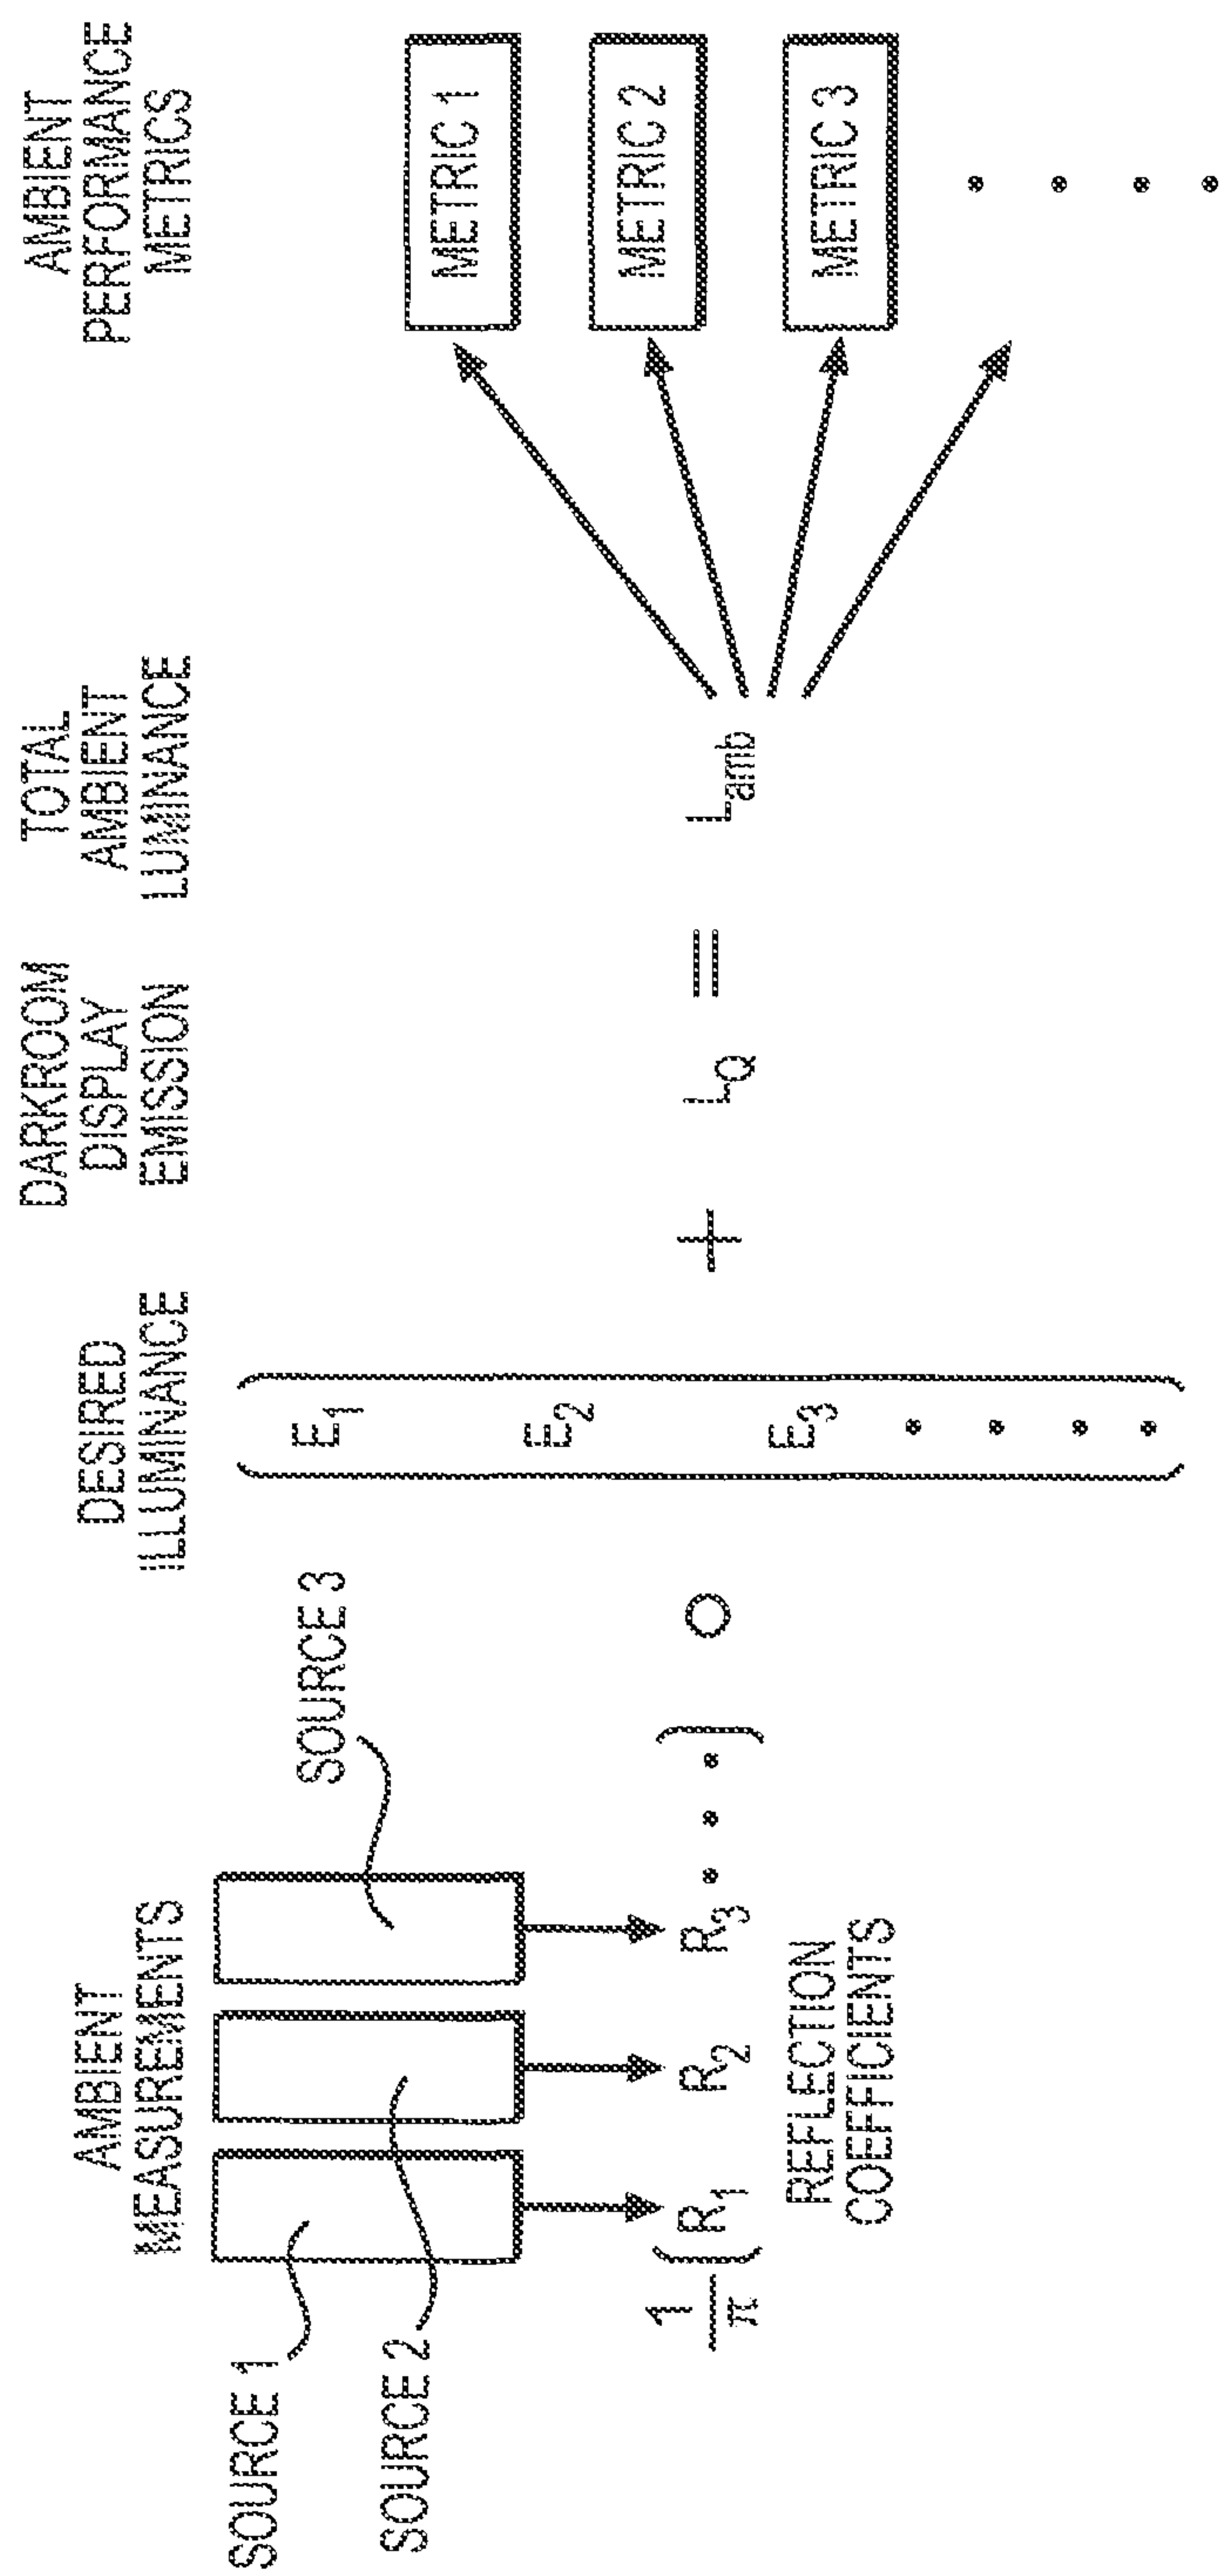 AMBIENT
MEASUREMENTS
SOURCE 1
SOURCE 2
SOURCE 3
1/π (R1 R2 R3 • • •)
REFLECTION
COEFFICIENTS
○
DESIRED
ILLUMINANCE
E1
E2
E3
+
DARKROOM
DISPLAY
EMISSION
LQ
=
TOTAL
AMBIENT
LUMINANCE
Lamb
AMBIENT
PERFORMANCE
METRICS
METRIC 1
METRIC 2
METRIC 3